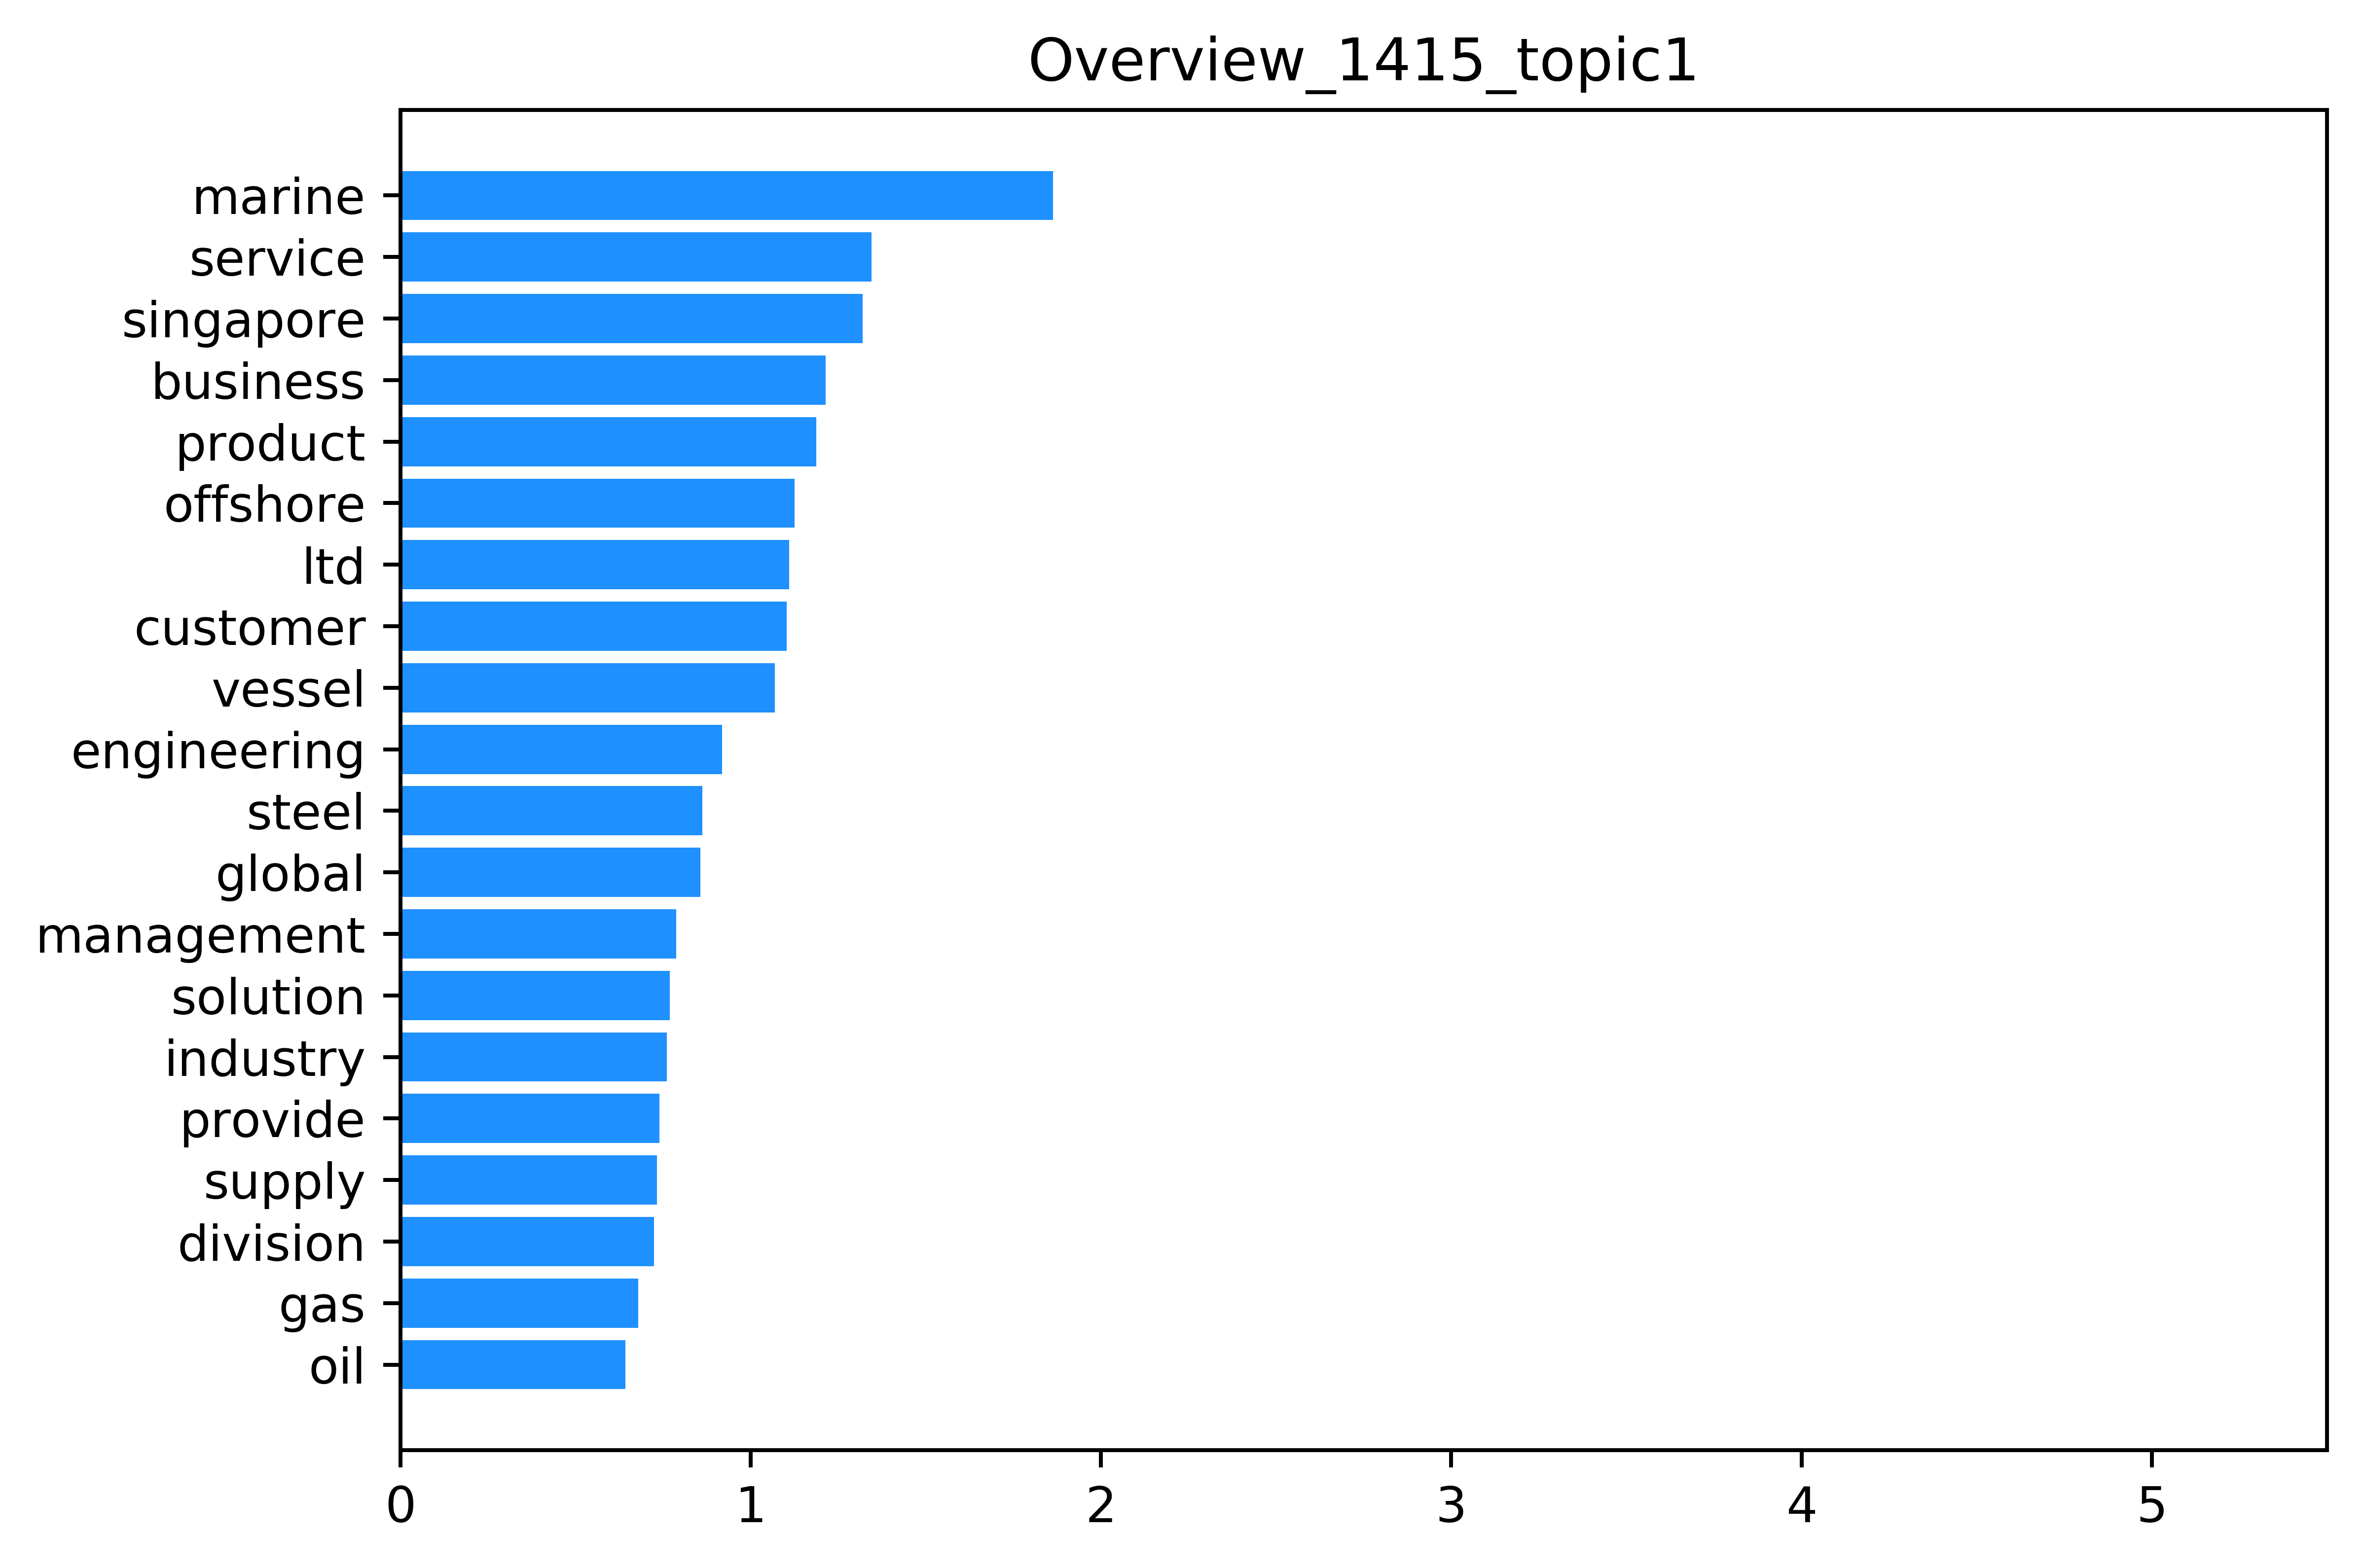 Overview_1415_topic1
marine
service
singapore
business
product
offshore
ltd
customer
vessel
engineering
steel
global
management
solution
industry
provide
supply
division
gas
oil
0 1 2 3 4 5